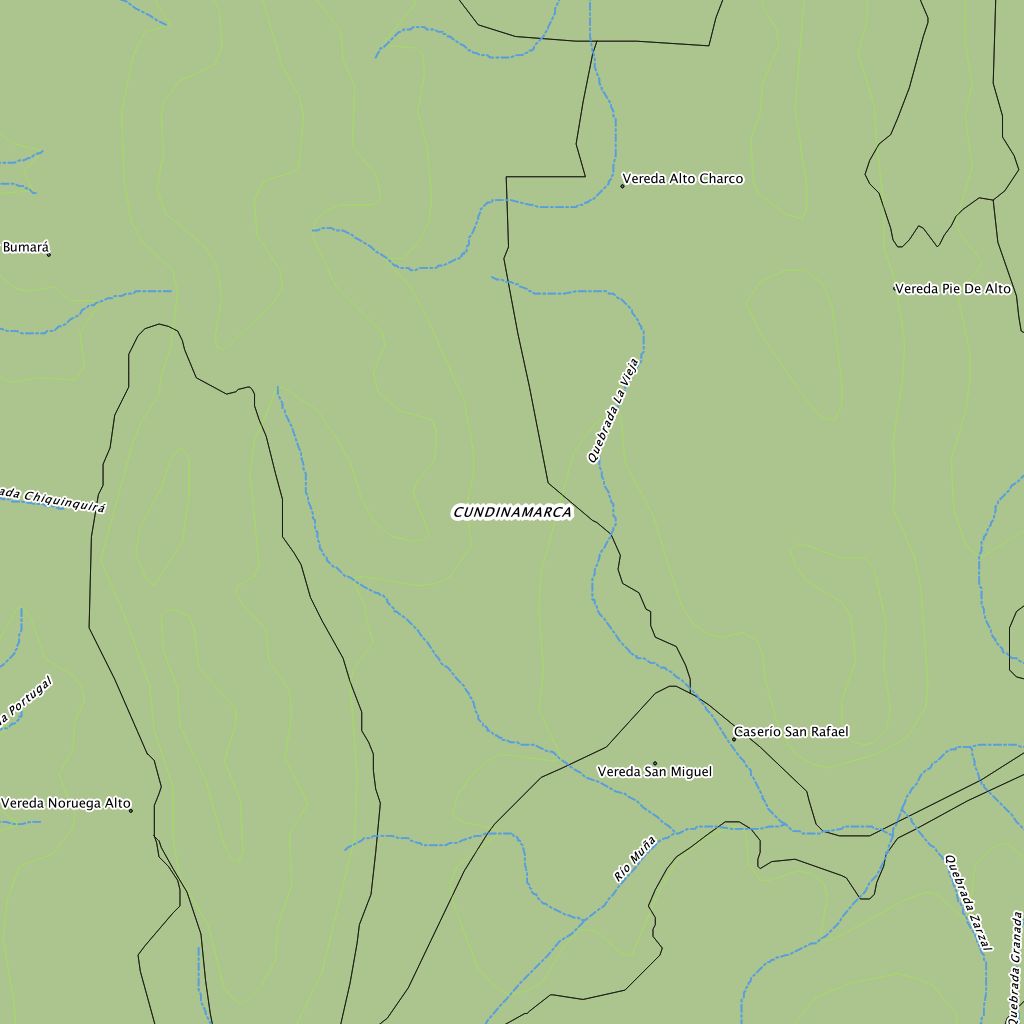 Vereda Alto Charco
Bumará
Vereda Pie De Alto
Quebrada La Vieja
ada Chiquinquirá
CUNDINAMARCA
a Portugal
Caserío San Rafael
Vereda San Miguel
Vereda Noruega Alto
Río Muña
Quebrada Zarzal
Quebrada Granada